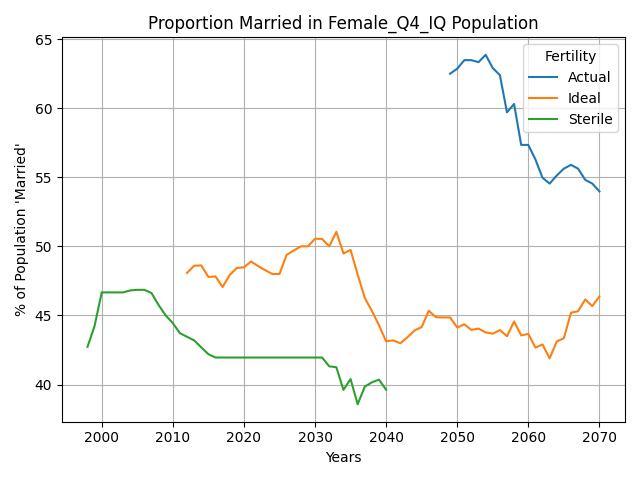 Proportion Married in Female_Q4_IQ Population
% of Population 'Married'
65
60
55
50
45
40
Fertility
Actual
Ideal
Sterile
2000 2010 2020 2030 2040 2050 2060 2070
Years